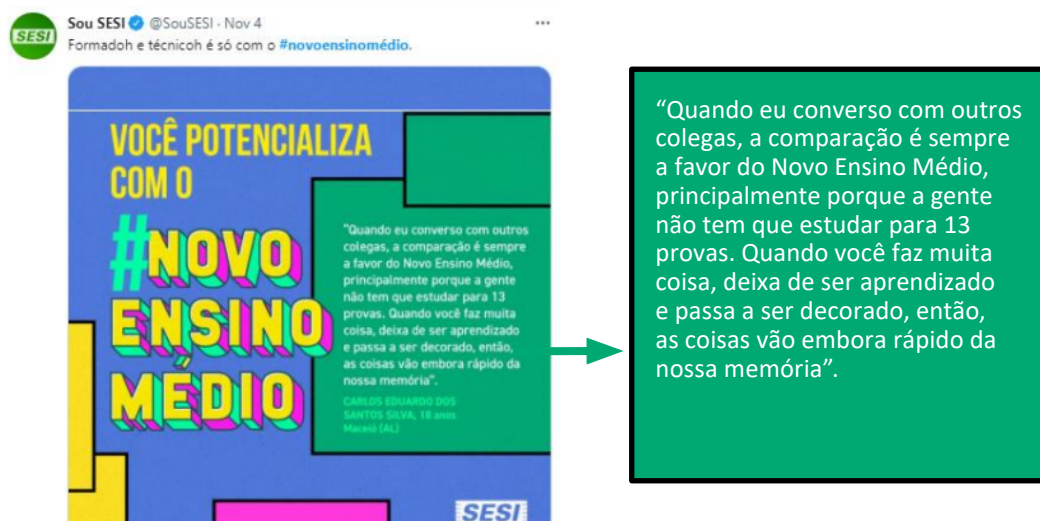 SESI
Sou SESI @SouSESI · Nov 4
Formadoh e técnicoh é só com o #novoensinomédio.
VOCÊ POTENCIALIZA
COM O
#NOVO
ENSINO
MÉDIO
"Quando eu converso com outros
colegas, a comparação é sempre
a favor do Novo Ensino Médio,
principalmente porque a gente
não tem que estudar para 13
provas. Quando você faz muita
coisa, deixa de ser aprendizado
e passa a ser decorado, então,
as coisas vão embora rápido da
nossa memória".
CARLOS EDUARDO DOS
SANTOS SILVA, 18 anos
Maceió (AL)
SESI
“Quando eu converso com outros
colegas, a comparação é sempre
a favor do Novo Ensino Médio,
principalmente porque a gente
não tem que estudar para 13
provas. Quando você faz muita
coisa, deixa de ser aprendizado
e passa a ser decorado, então,
as coisas vão embora rápido da
nossa memória”.